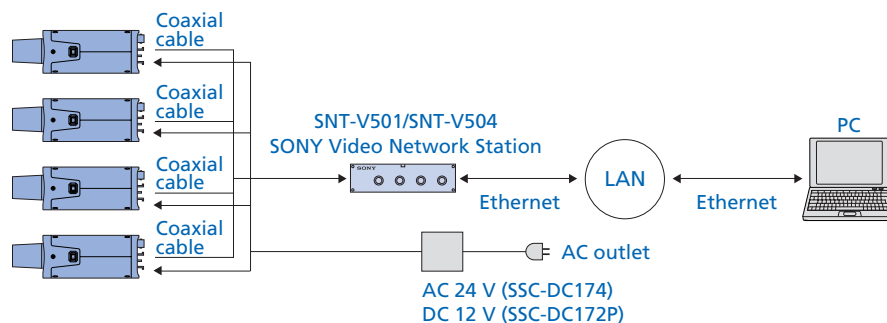 Coaxial
cable
Coaxial
cable
Coaxial
cable
Coaxial
cable
SNT-V501/SNT-V504
SONY Video Network Station
SONY
Ethernet
LAN
Ethernet
PC
AC outlet
AC 24 V (SSC-DC174)
DC 12 V (SSC-DC172P)